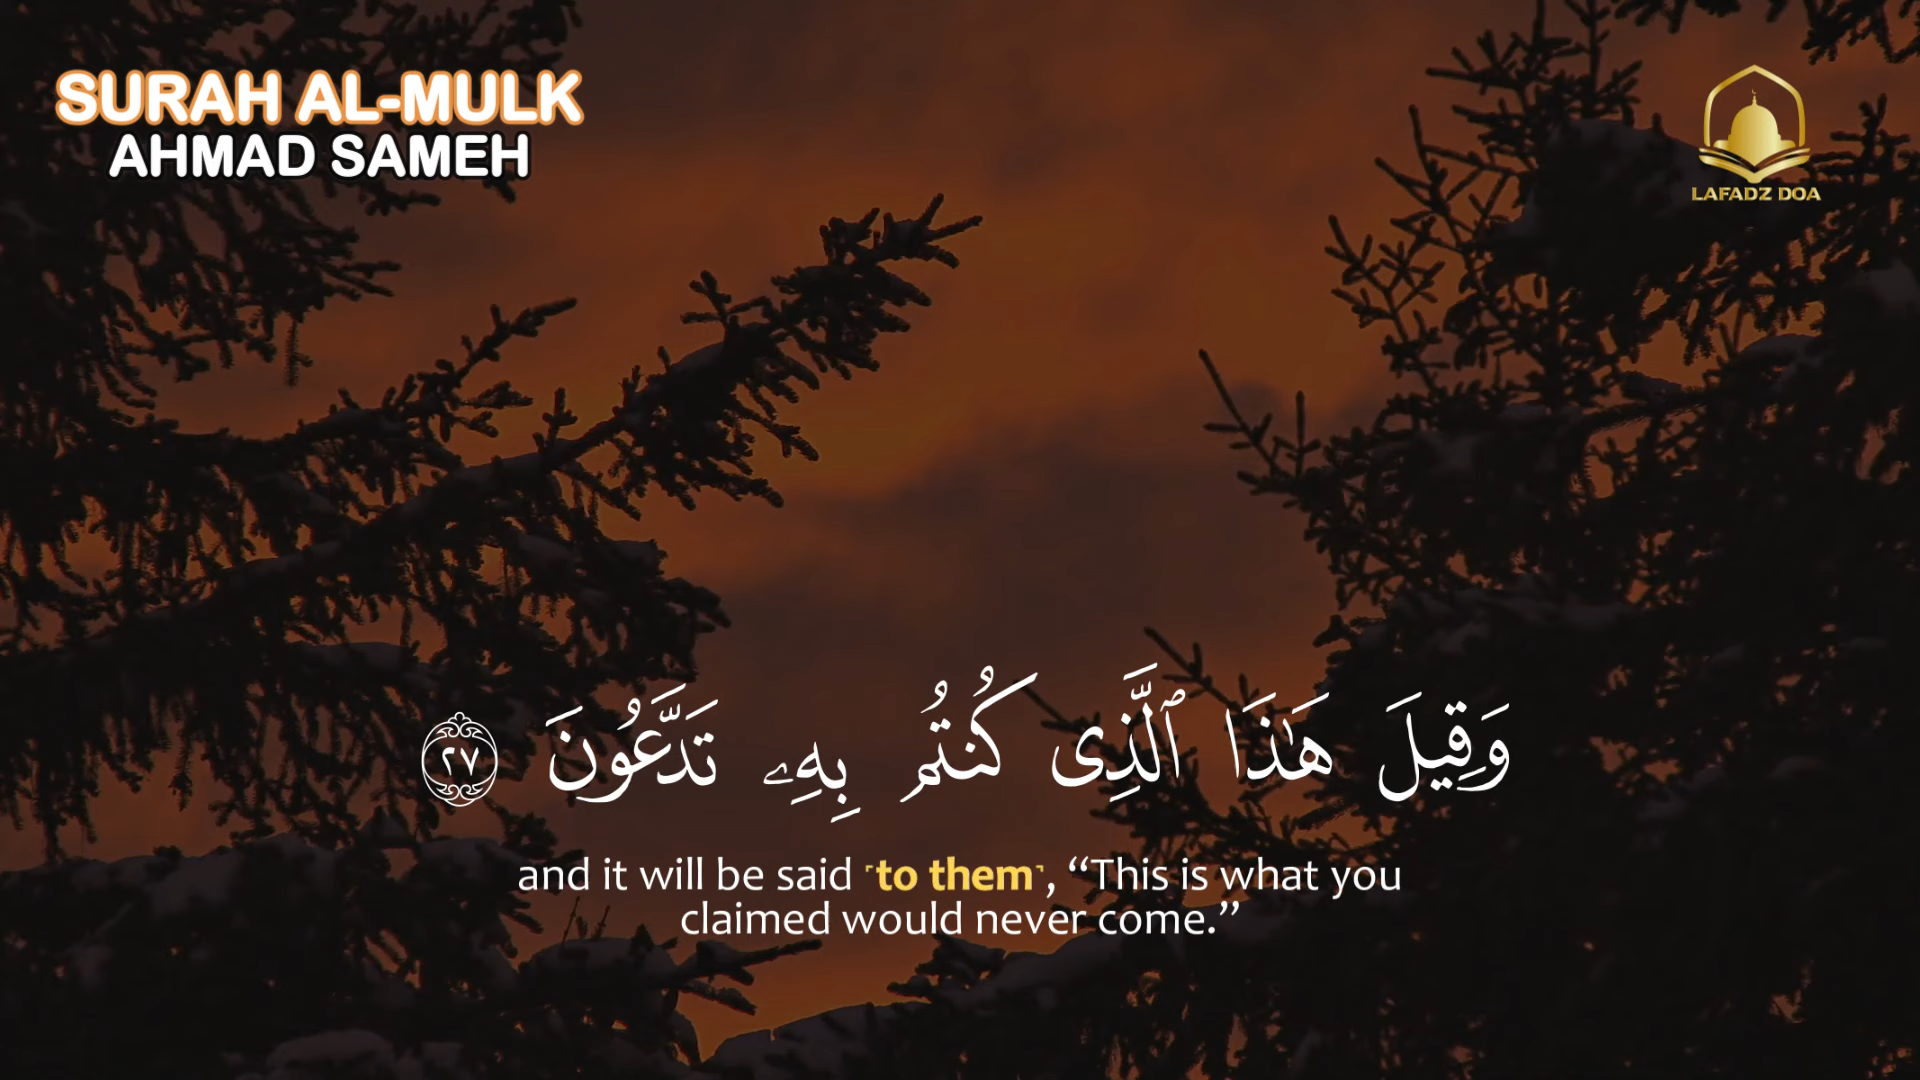 SURAH AL-MULK
AHMAD SAMEH
LAFADZ DOA
وَقِيلَ هَـٰذَا ٱلَّذِى كُنتُم بِهِۦ تَدَّعُونَ ٢٧
and it will be said ˹to them˺, “This is what you
claimed would never come.”